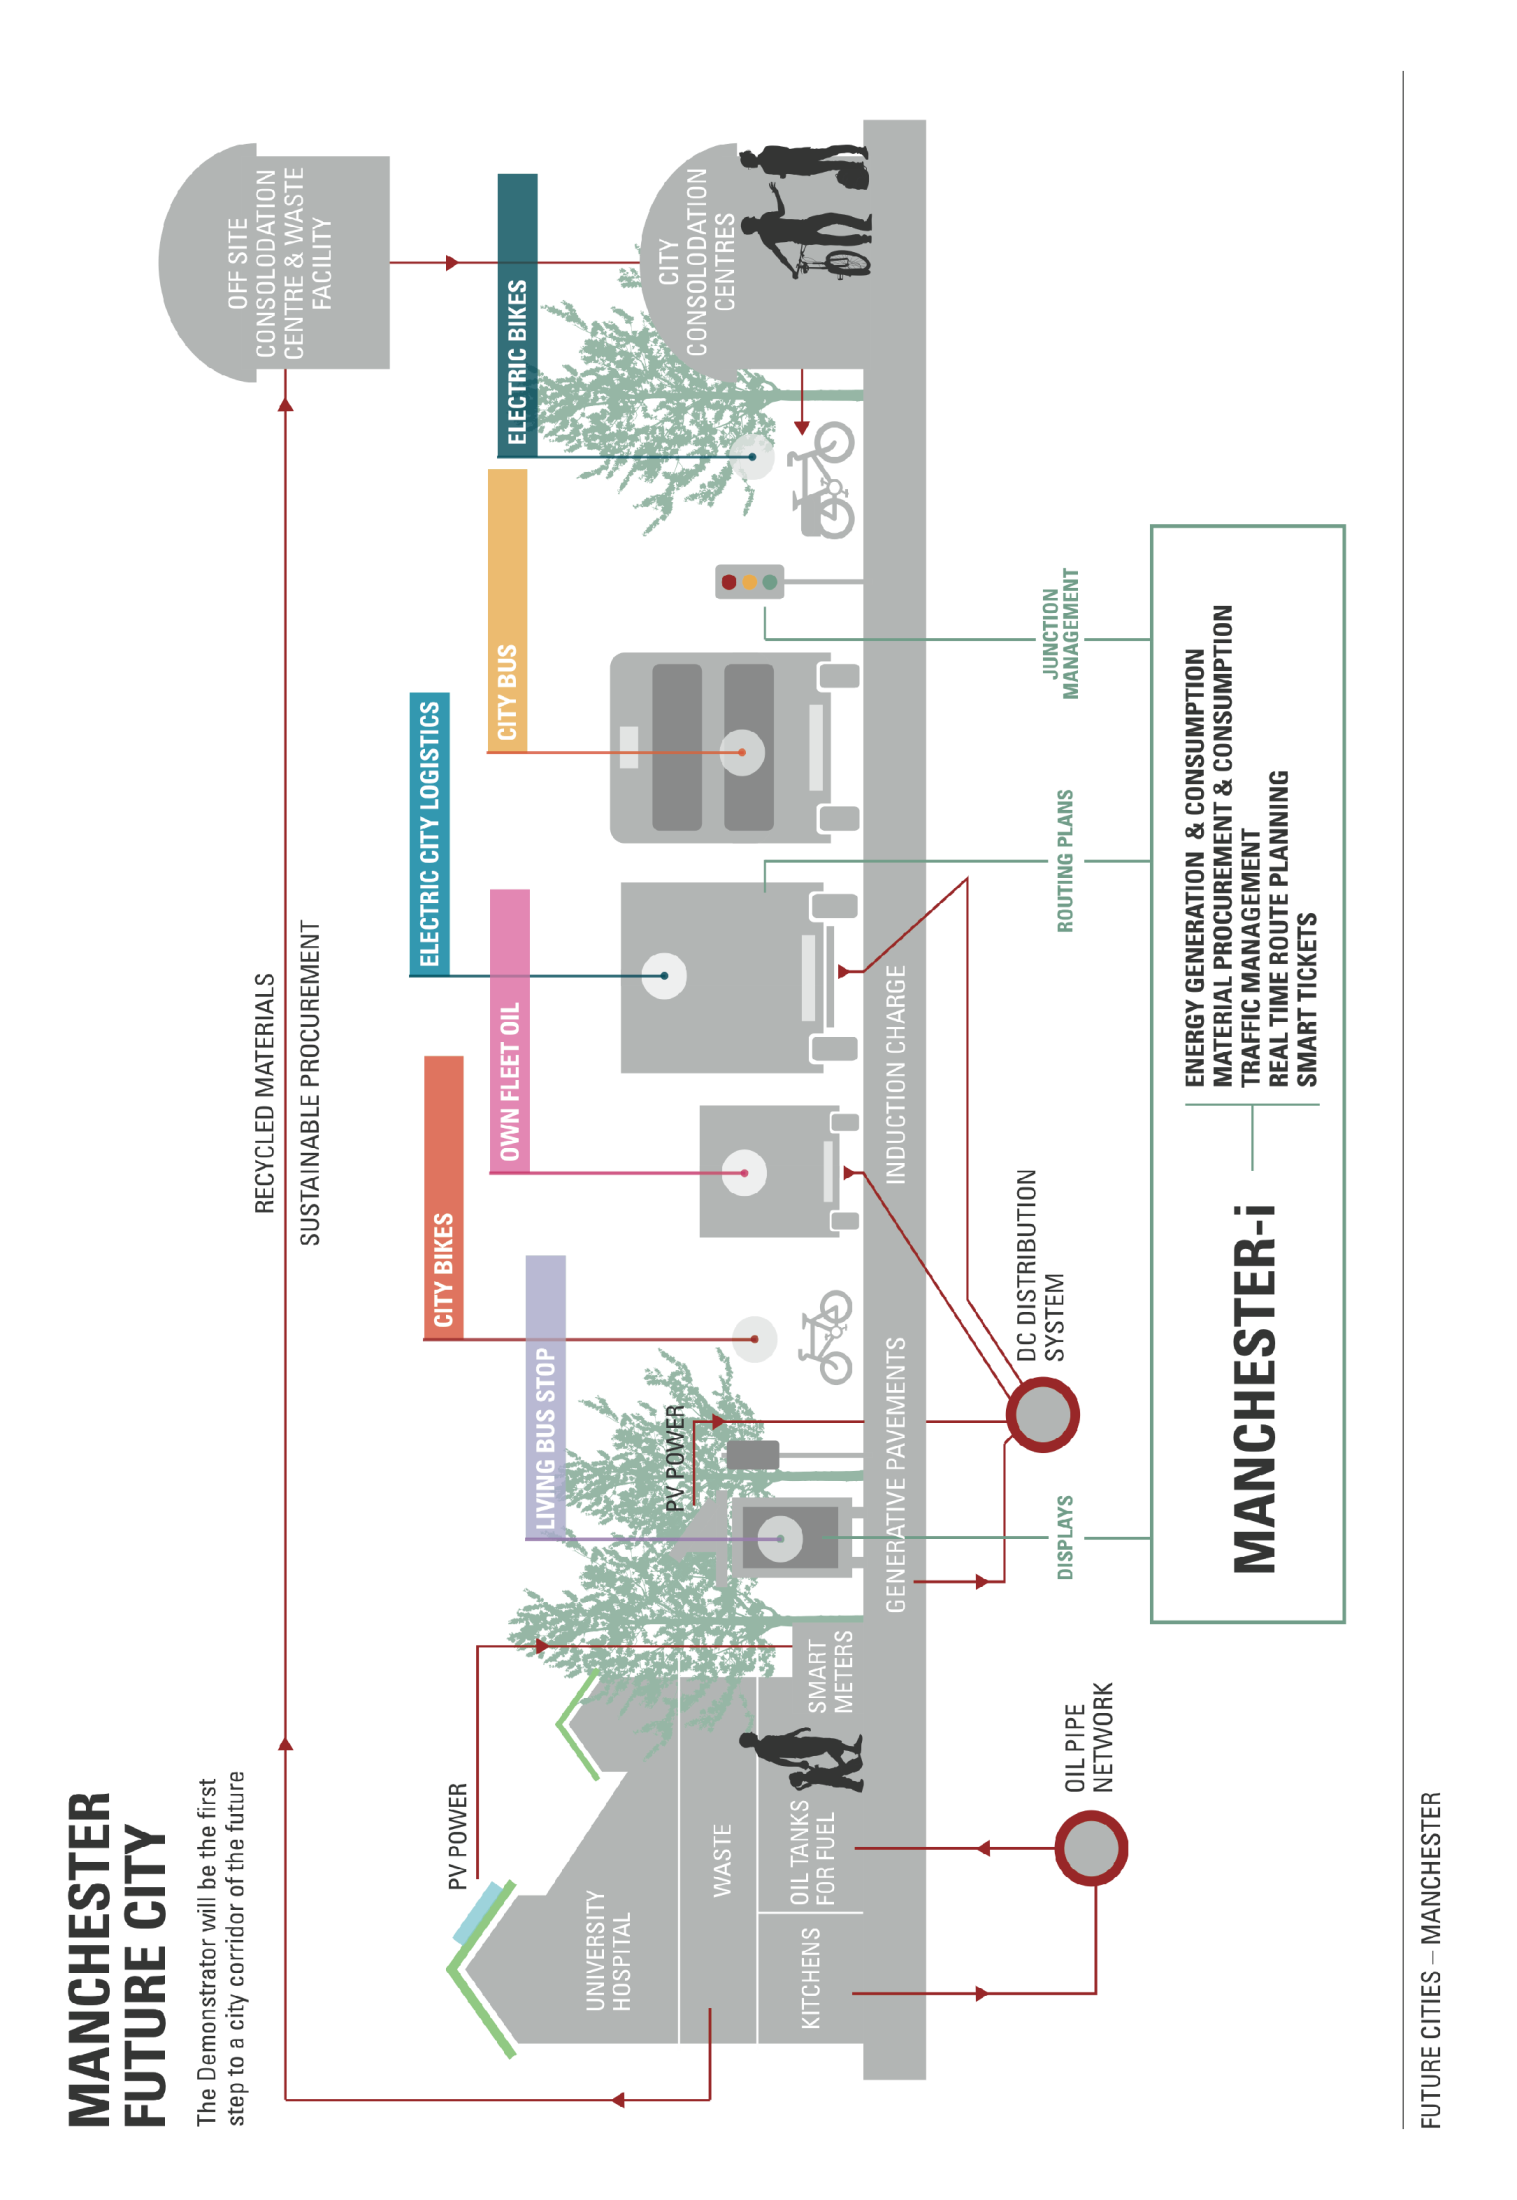 MANCHESTER
FUTURE CITY
The Demonstrator will be the first
step to a city corridor of the future
RECYCLED MATERIALS
SUSTAINABLE PROCUREMENT
OFF SITE
CONSOLODATION
CENTRE & WASTE
FACILITY
PV POWER
LIVING BUS STOP
CITY BIKES
OWN FLEET OIL
ELECTRIC CITY LOGISTICS
CITY BUS
ELECTRIC BIKES
UNIVERSITY
HOSPITAL
WASTE
KITCHENS
OIL TANKS
FOR FUEL
SMART
METERS
PV POWER
CITY
CONSOLODATION
CENTRES
GENERATIVE PAVEMENTS
INDUCTION CHARGE
OIL PIPE
NETWORK
DISPLAYS
DC DISTRIBUTION
SYSTEM
ROUTING PLANS
JUNCTION
MANAGEMENT
MANCHESTER-i
ENERGY GENERATION & CONSUMPTION
MATERIAL PROCUREMENT & CONSUMPTION
TRAFFIC MANAGEMENT
REAL TIME ROUTE PLANNING
SMART TICKETS
FUTURE CITIES – MANCHESTER